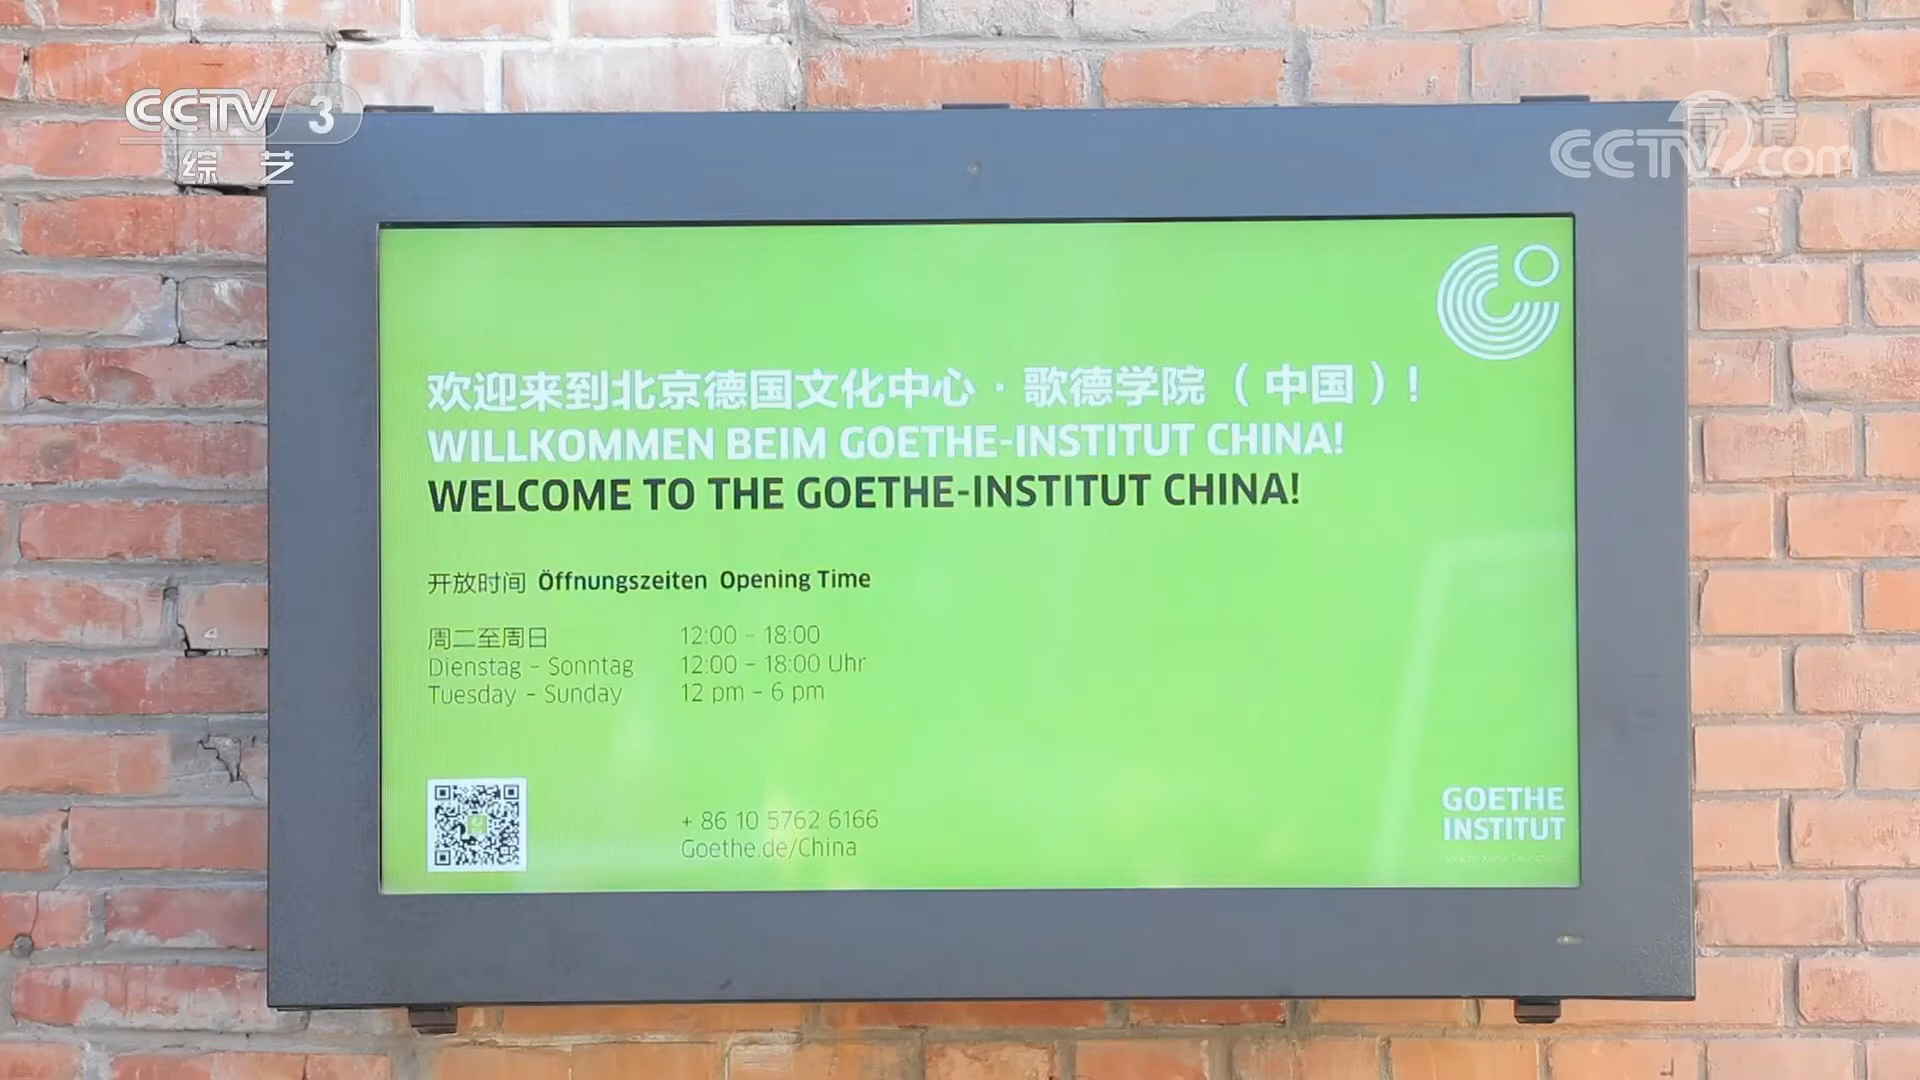 CCTV 3
综 艺
高清
CCTV.com
欢迎来到北京德国文化中心·歌德学院（中国）!
WILLKOMMEN BEIM GOETHE-INSTITUT CHINA!
WELCOME TO THE GOETHE-INSTITUT CHINA!
开放时间 Öffnungszeiten Opening Time
周二至周日 12:00 - 18:00
Dienstag - Sonntag 12:00 - 18:00 Uhr
Tuesday - Sunday 12 pm - 6 pm
+ 86 10 5762 6166
Goethe.de/China
GOETHE
INSTITUT